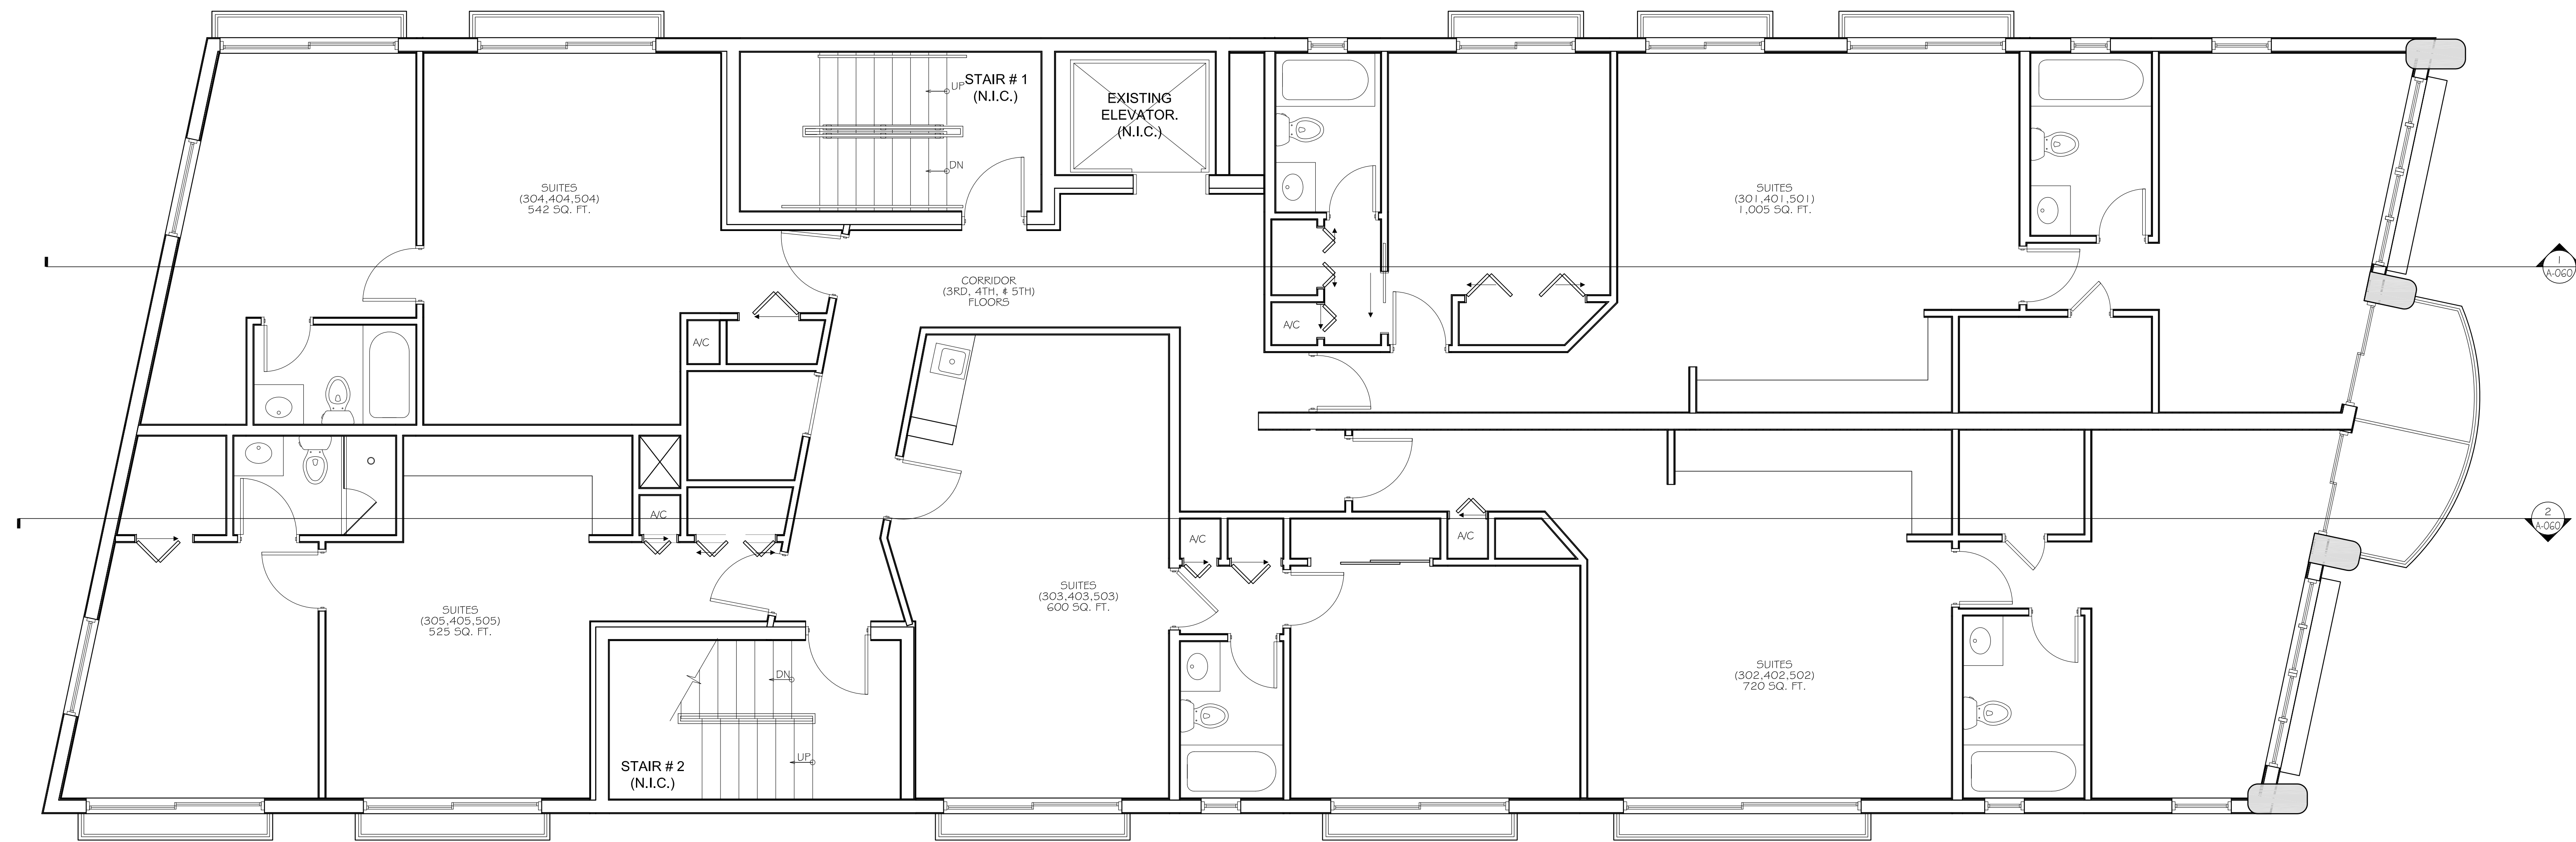 STAIR # 1
(N.I.C.)
UP
DN
EXISTING
ELEVATOR.
(N.I.C.)
SUITES
(304,404,504)
542 SQ. FT.
SUITES
(301,401,501)
1,005 SQ. FT.
CORRIDOR
(3RD, 4TH, & 5TH)
FLOORS
1
A-060
A/C
A/C
A/C
A/C
A/C
2
A-060
SUITES
(305,405,505)
525 SQ. FT.
SUITES
(303,403,503)
600 SQ. FT.
SUITES
(302,402,502)
720 SQ. FT.
DN
UP
STAIR # 2
(N.I.C.)